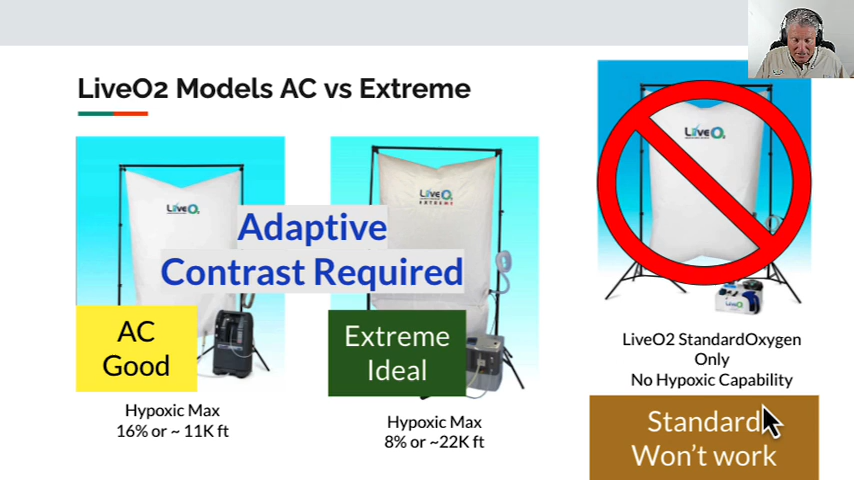 LiveO2 Models AC vs Extreme
LiveO2
LiveO2
EXTREME
LiveO2
Adaptive
Contrast Required
AC
Good
Extreme
Ideal
Hypoxic Max
16% or ~ 11K ft
Hypoxic Max
8% or ~22K ft
LiveO2 StandardOxygen
Only
No Hypoxic Capability
Standard
Won't work